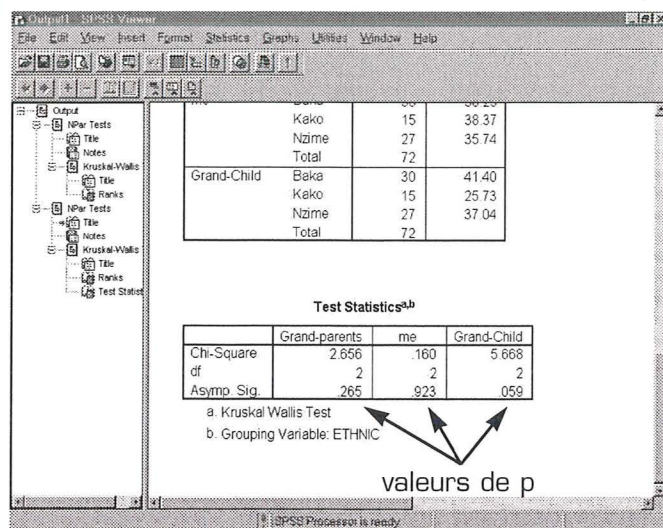 Output1 - SPSS Viewer
File Edit View Insert Format Statistics Graphs Utilities Window Help
Output
NPar Tests
Title
Notes
Kruskal-Wallis
Title
Ranks
NPar Tests
Title
Notes
Kruskal-Wallis
Title
Ranks
Test Statist
Kako 15 38.37
Nzime 27 35.74
Total 72
Grand-Child Baka 30 41.40
Kako 15 25.73
Nzime 27 37.04
Total 72
Test Statisticsa,b
Grand-parents me Grand-Child
Chi-Square 2.656 .160 5.668
df 2 2 2
Asymp. Sig. .265 .923 .059
a. Kruskal Wallis Test
b. Grouping Variable: ETHNIC
valeurs de p
SPSS Processor is ready